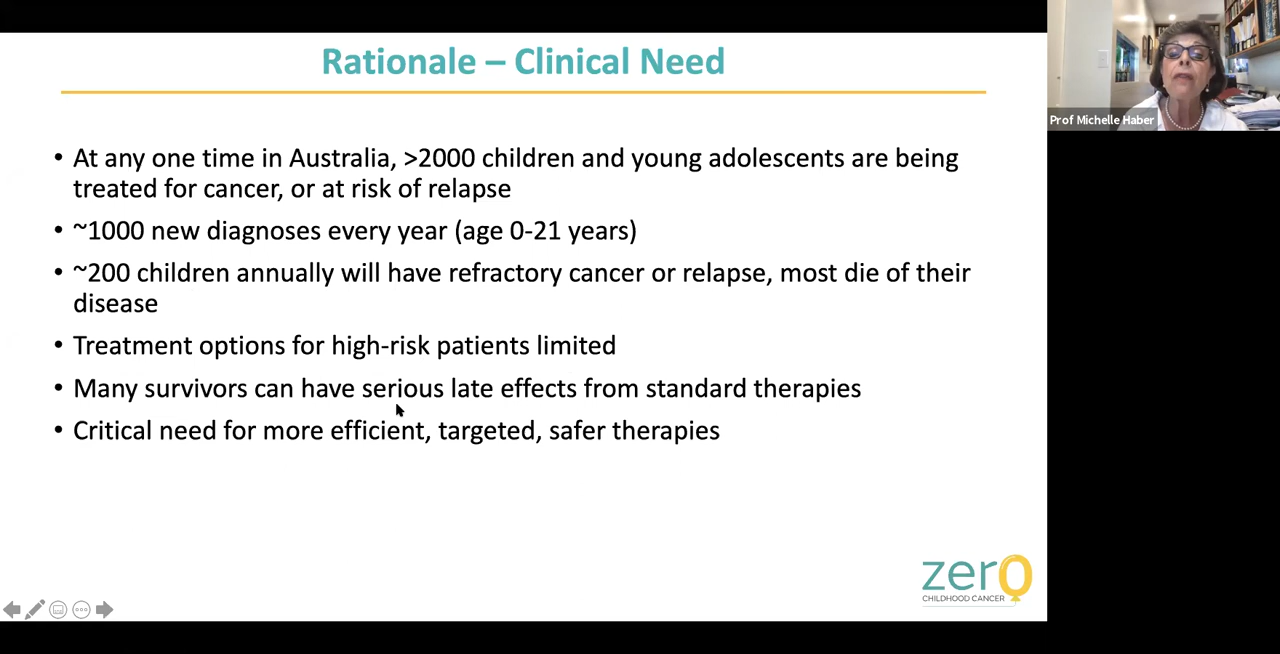 Rationale – Clinical Need
Prof Michelle Haber
• At any one time in Australia, >2000 children and young adolescents are being
treated for cancer, or at risk of relapse
• ~1000 new diagnoses every year (age 0-21 years)
• ~200 children annually will have refractory cancer or relapse, most die of their
disease
• Treatment options for high-risk patients limited
• Many survivors can have serious late effects from standard therapies
• Critical need for more efficient, targeted, safer therapies
zero
CHILDHOOD CANCER